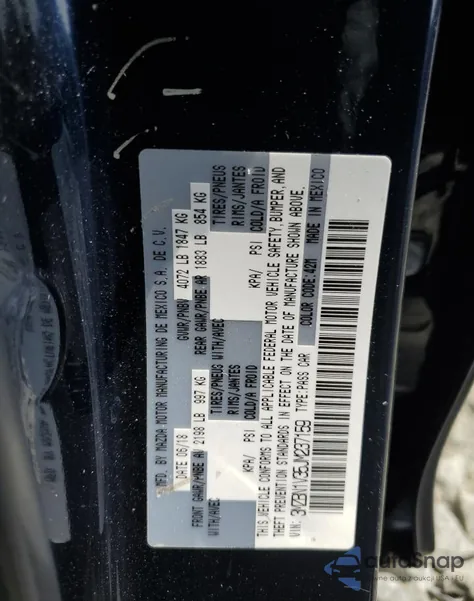 MFD. BY MAZDA MOTOR MANUFACTURING DE MEXICO S.A. DE C.V.
DATE 06/18 GVWR/PNBV 4072 LB 1847 KG
FRONT GAWR/PNBE AV 2198 LB 997 KG REAR GAWR/PNBE AR 1883 LB 854 KG
WITH/AVEC TIRES/PNEUS WITH/AVEC TIRES/PNEUS
RIMS/JANTES RIMS/JANTES
KPA/ PSI COLD/A FROID KPA/ PSI COLD/A FROID
THIS VEHICLE CONFORMS TO ALL APPLICABLE FEDERAL MOTOR VEHICLE SAFETY, BUMPER, AND
THEFT PREVENTION STANDARDS IN EFFECT ON THE DATE OF MANUFACTURE SHOWN ABOVE.
VIN: 3MZBN1V35JM237159 TYPE:PASS CAR COLOR CODE:42M MADE IN MEXICO
autoSnap